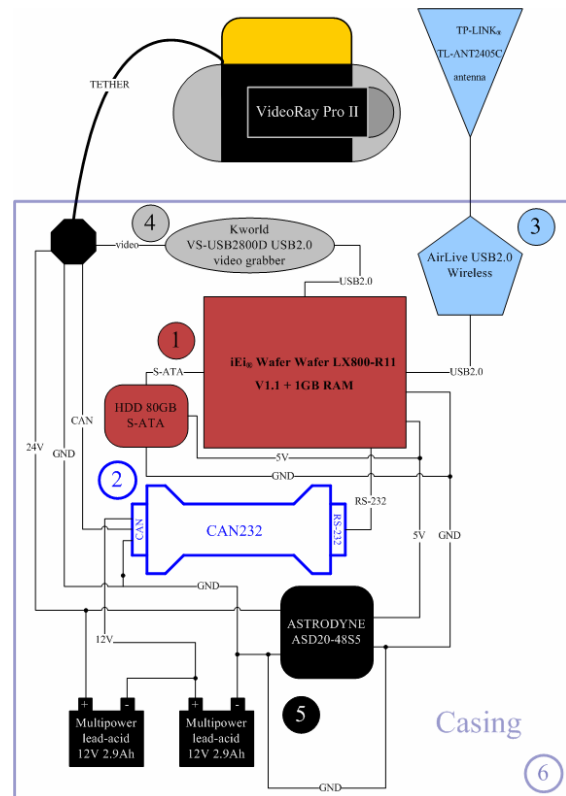 TP-LINK®
TL-ANT2405C
antenna
TETHER
VideoRay Pro II
4
3
Kworld
VS-USB2800D USB2.0
video grabber
video
AirLive USB2.0
Wireless
USB2.0
1
iEi® Wafer Wafer LX800-R11
V1.1 + 1GB RAM
USB2.0
S-ATA
HDD 80GB
S-ATA
CAN
24V
GND
5V
GND
2
RS-232
CAN
CAN232
RS-232
5V
GND
GND
ASTRODYNE
ASD20-48S5
12V
+
-
+
-
5
Multipower
lead-acid
12V 2.9Ah
Multipower
lead-acid
12V 2.9Ah
Casing
GND
6